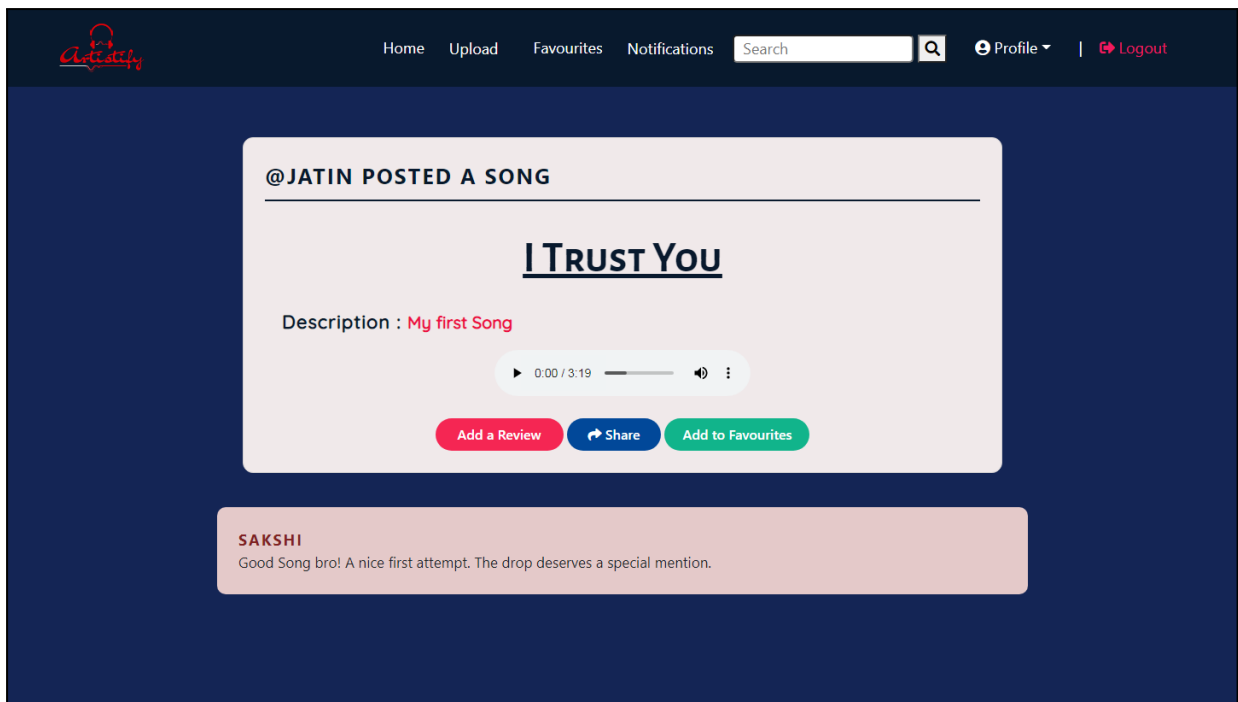 Artistify
Home Upload Favourites Notifications Search Profile | Logout
@JATIN POSTED A SONG
I TRUST YOU
Description : My first Song
0:00 / 3:19
Add a Review Share Add to Favourites
SAKSHI
Good Song bro! A nice first attempt. The drop deserves a special mention.